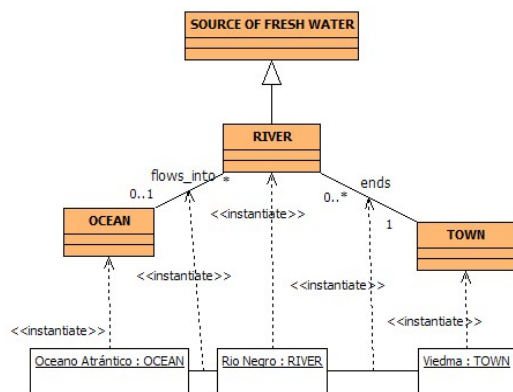 SOURCE OF FRESH WATER
RIVER
flows_into
*
ends
0..1
0..*
<<instantiate>>
OCEAN
1
TOWN
<<instantiate>>
<<instantiate>>
<<instantiate>>
<<instantiate>>
Oceano Atrántico : OCEAN
Rio Negro : RIVER
Viedma : TOWN